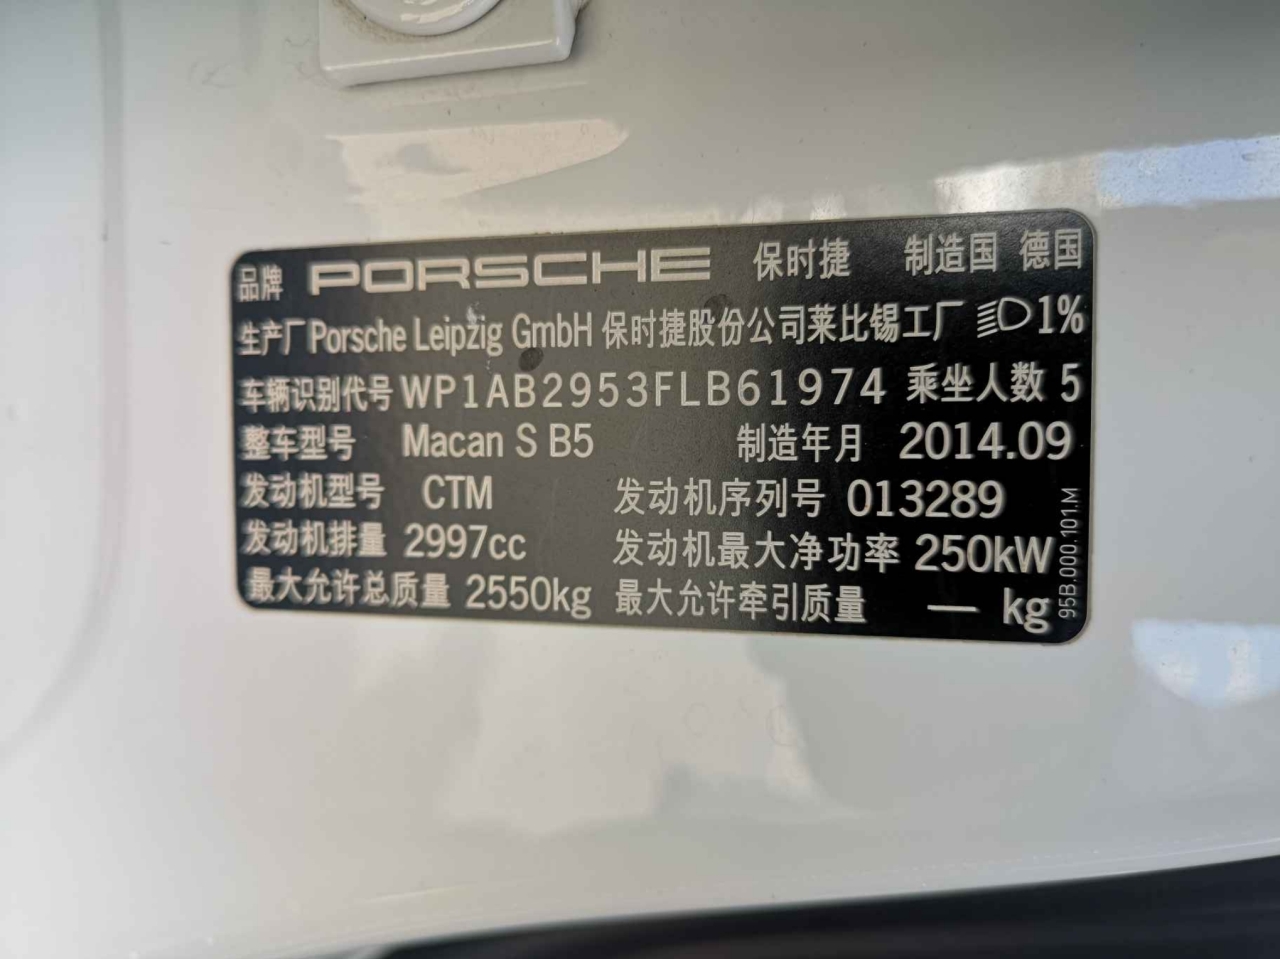 品牌 PORSCHE 保时捷 制造国 德国
生产厂 Porsche Leipzig GmbH 保时捷股份公司莱比锡工厂 1%
车辆识别代号 WP1AB2953FLB61974 乘坐人数 5
整车型号 Macan S B5 制造年月 2014.09
发动机型号 CTM 发动机序列号 013289
发动机排量 2997cc 发动机最大净功率 250kW
最大允许总质量 2550kg 最大允许牵引质量 — kg
95B.000.101.M